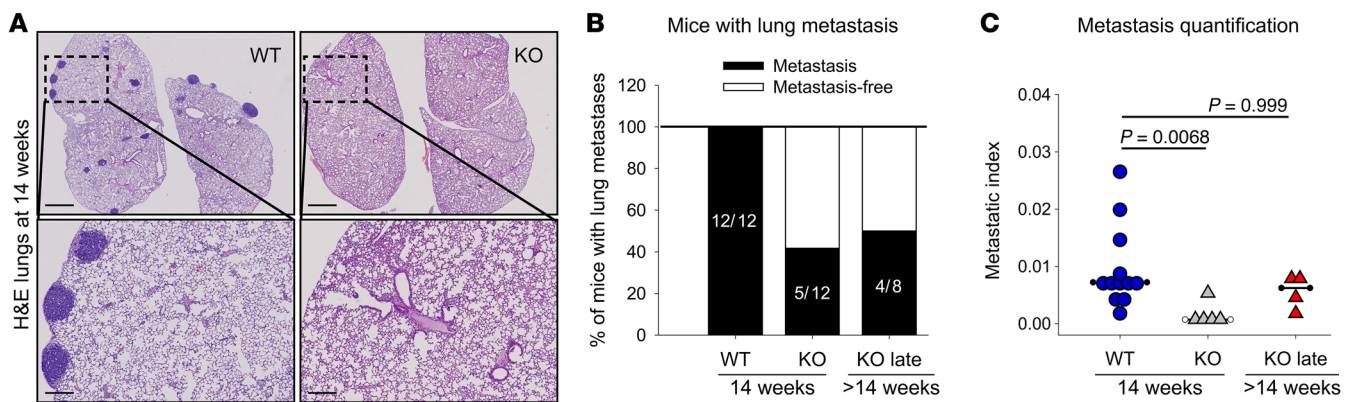 A
H&E lungs at 14 weeks
WT
KO
B
Mice with lung metastasis
Metastasis
Metastasis-free
% of mice with lung metastases
120
100
80
60
40
20
0
12/12
5/12
4/8
WT KO KO late
14 weeks >14 weeks
C
Metastasis quantification
Metastatic index
0.04
0.03
0.02
0.01
0.00
P = 0.999
P = 0.0068
WT KO KO late
14 weeks >14 weeks